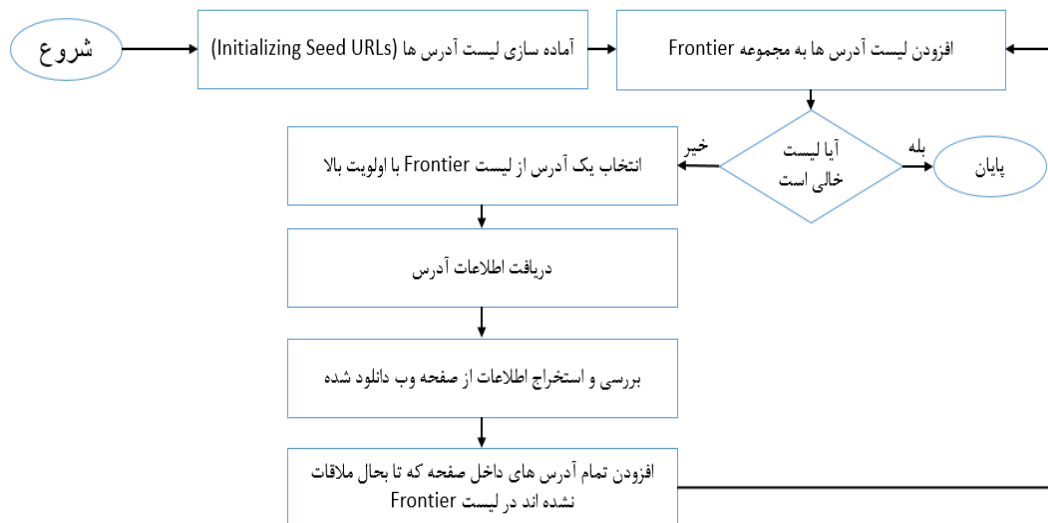 شروع
آماده سازی لیست آدرس ها (Initializing Seed URLs)
افزودن لیست آدرس ها به مجموعه Frontier
آیا لیست
خالی است
بله
پایان
خیر
انتخاب یک آدرس از لیست Frontier با اولویت بالا
دریافت اطلاعات آدرس
بررسی و استخراج اطلاعات از صفحه وب دانلود شده
افزودن تمام آدرس های داخل صفحه که تا بحال ملاقات
نشده اند در لیست Frontier